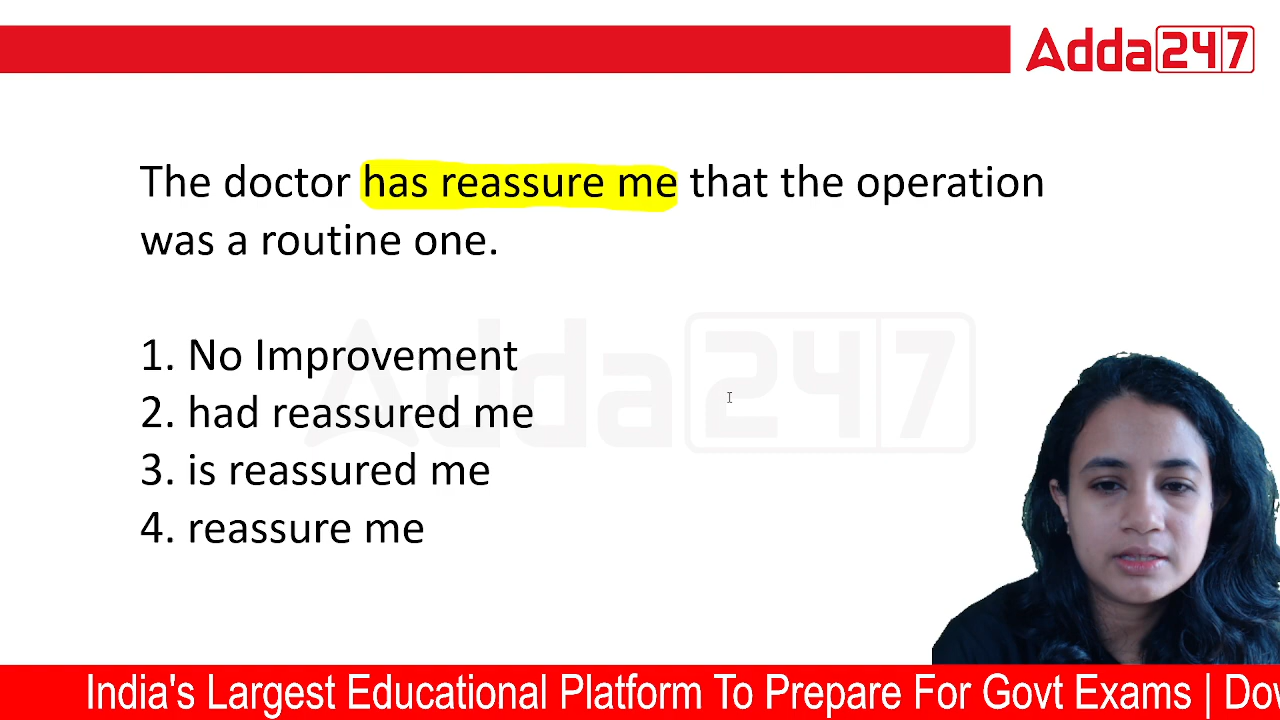 Adda247
The doctor has reassure me that the operation
was a routine one.
1. No Improvement
2. had reassured me
3. is reassured me
4. reassure me
Adda247
India's Largest Educational Platform To Prepare For Govt Exams | Dov